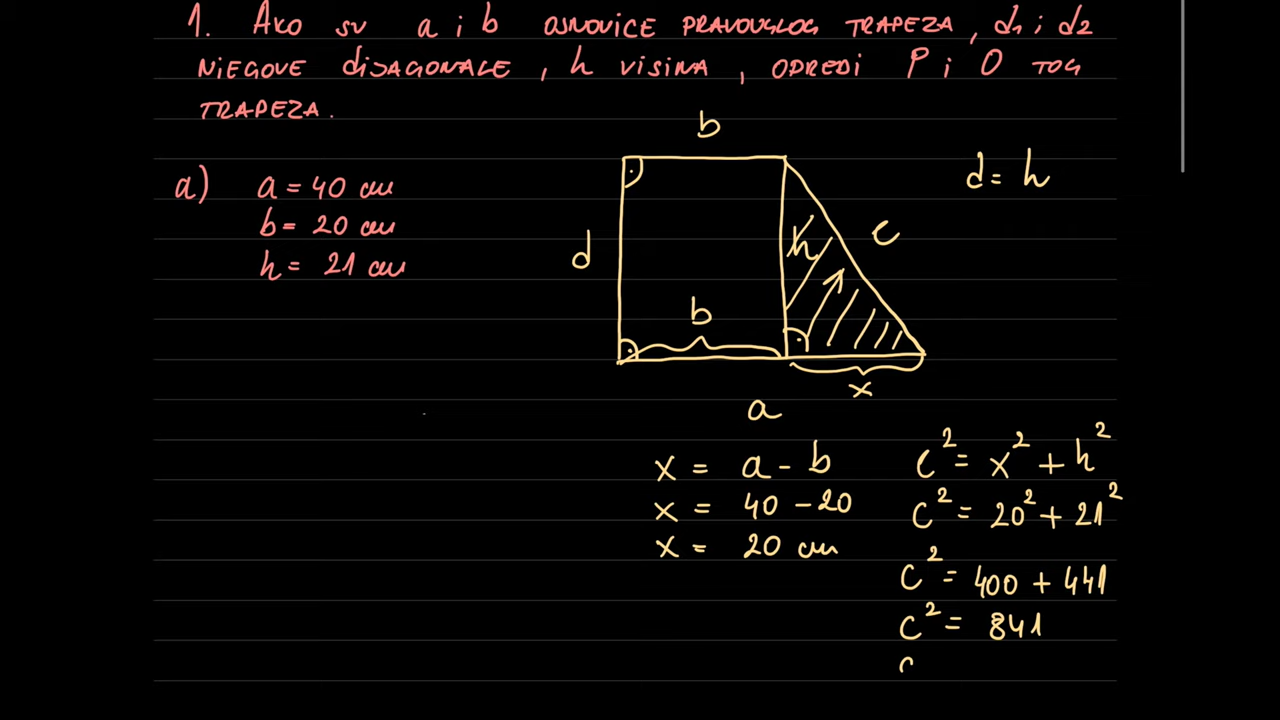 1. AKO SU a i b OSNOVICE PRAVOUGLOG TRAPEZA, d1 i d2
NJEGOVE DIJAGONALE, h VISINA, ODREDI P i O TOG
TRAPEZA.
b
a) a = 40 cm
b = 20 cm
h = 21 cm
d = h
d
h
c
b
x
a
x = a - b
x = 40 - 20
x = 20 cm
c² = x² + h²
c² = 20² + 21²
c² = 400 + 441
c² = 841